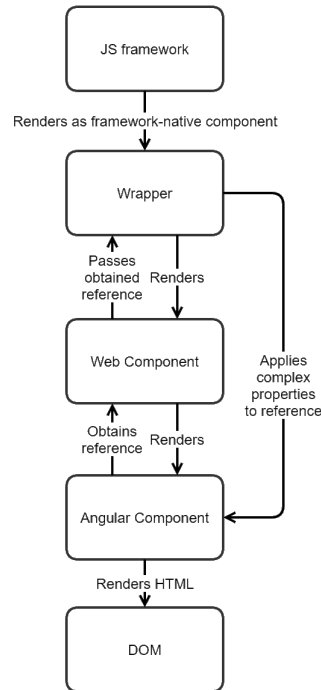 JS framework
Renders as framework-native component
Wrapper
Passes
obtained
reference
Renders
Web Component
Applies
complex
properties
to reference
Obtains
reference
Renders
Angular Component
Renders HTML
DOM